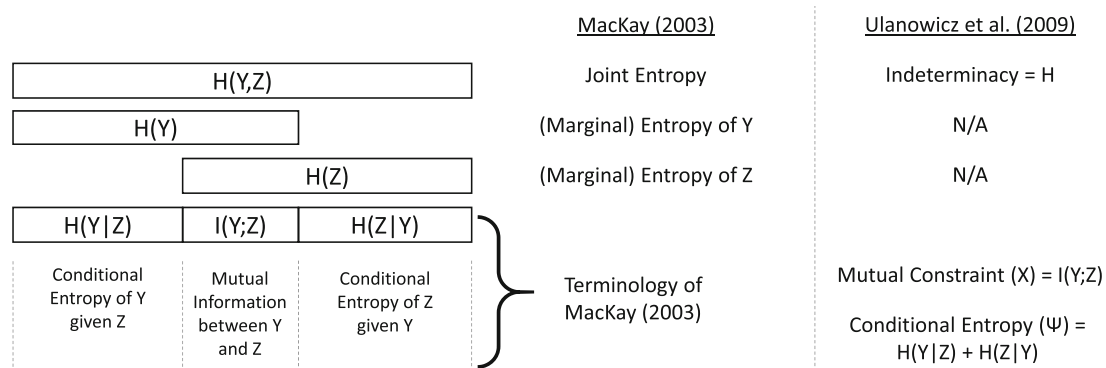 MacKay (2003)
Ulanowicz et al. (2009)
H(Y,Z)
Joint Entropy
Indeterminacy = H
H(Y)
(Marginal) Entropy of Y
N/A
H(Z)
(Marginal) Entropy of Z
N/A
H(Y|Z)
I(Y;Z)
H(Z|Y)
Conditional
Entropy of Y
given Z
Mutual
Information
between Y
and Z
Conditional
Entropy of Z
given Y
Terminology of
MacKay (2003)
Mutual Constraint (X) = I(Y;Z)
Conditional Entropy (Ψ) =
H(Y|Z) + H(Z|Y)